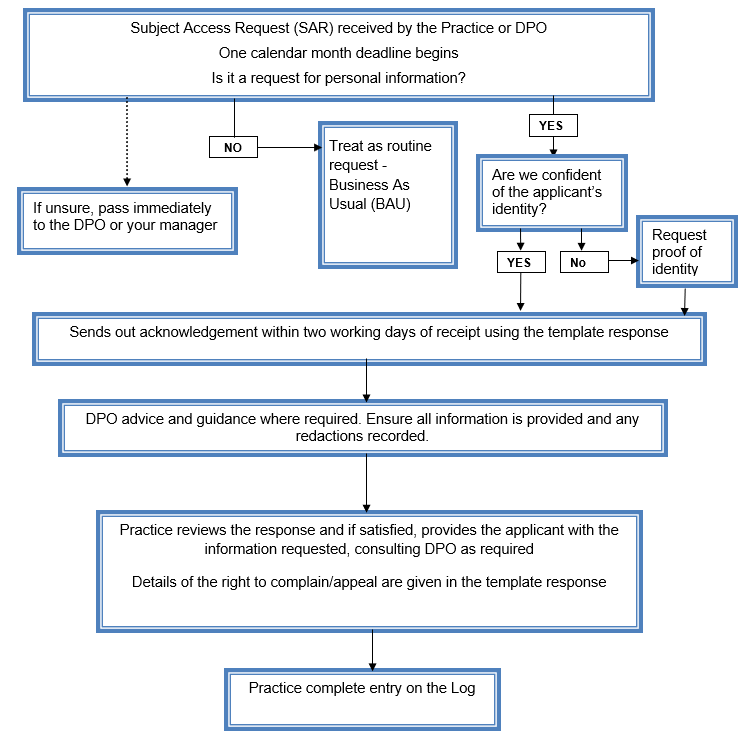 Subject Access Request (SAR) received by the Practice or DPO
One calendar month deadline begins
Is it a request for personal information?
NO
YES
Treat as routine
request -
Business As
Usual (BAU)
Are we confident
of the applicant's
identity?
If unsure, pass immediately
to the DPO or your manager
YES
No
Request
proof of
identity
Sends out acknowledgement within two working days of receipt using the template response
DPO advice and guidance where required. Ensure all information is provided and any
redactions recorded.
Practice reviews the response and if satisfied, provides the applicant with the
information requested, consulting DPO as required
Details of the right to complain/appeal are given in the template response
Practice complete entry on the Log